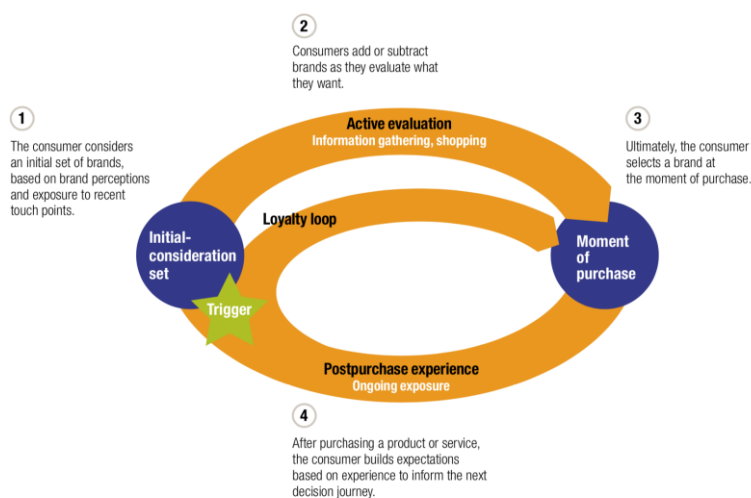 2
Consumers add or subtract
brands as they evaluate what
they want.
1
The consumer considers
an initial set of brands,
based on brand perceptions
and exposure to recent
touch points.
3
Ultimately, the consumer
selects a brand at
the moment of purchase.
Active evaluation
Information gathering, shopping
Loyalty loop
Initial-
consideration
set
Moment
of
purchase
Trigger
Postpurchase experience
Ongoing exposure
4
After purchasing a product or service,
the consumer builds expectations
based on experience to inform the next
decision journey.